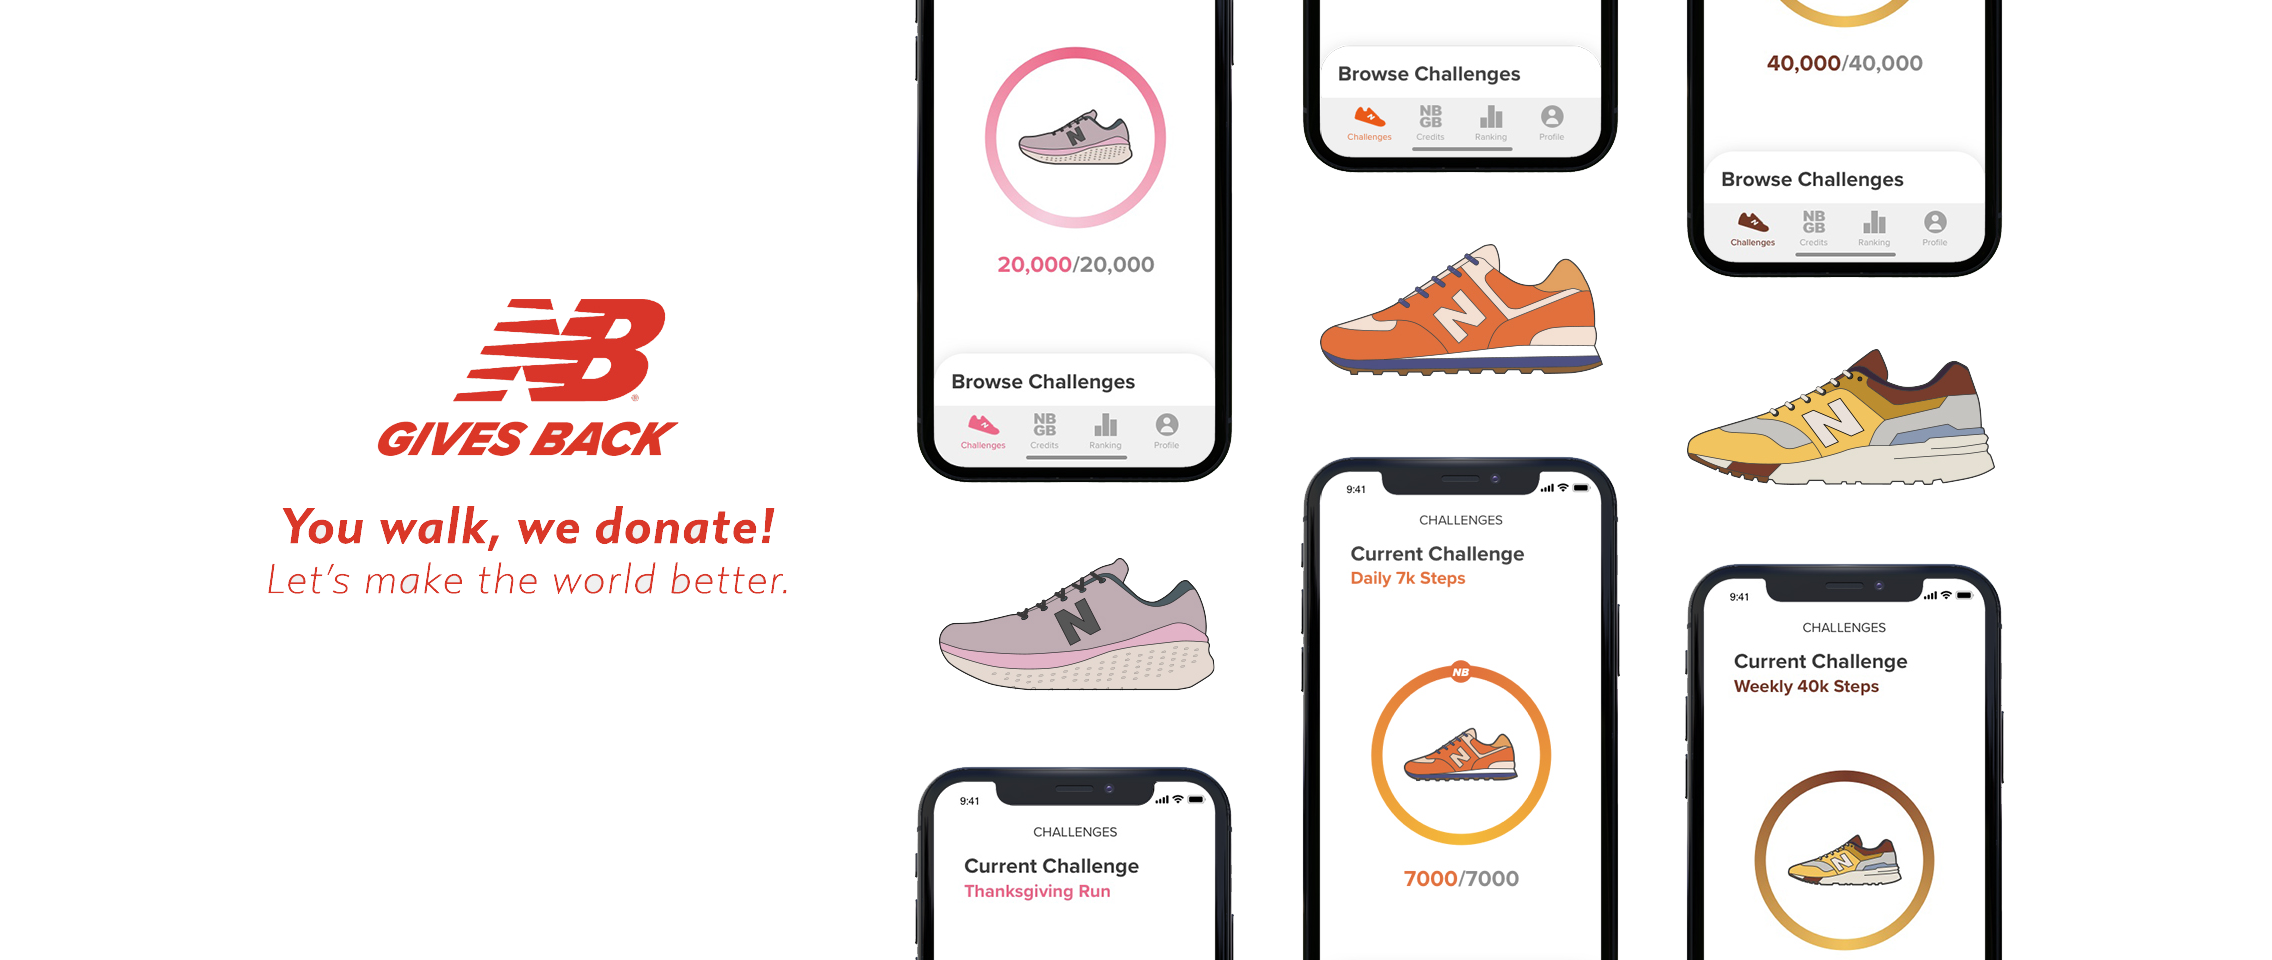 NB
GIVES BACK
You walk, we donate!
Let's make the world better.
N
20,000/20,000
Browse Challenges
Challenges
NB
GB
Credits
Ranking
Profile
N
9:41
CHALLENGES
Current Challenge
Thanksgiving Run
Browse Challenges
Challenges
NB
GB
Credits
Ranking
Profile
N
9:41
CHALLENGES
Current Challenge
Daily 7k Steps
NB
N
7000/7000
40,000/40,000
Browse Challenges
Challenges
NB
GB
Credits
Ranking
Profile
N
9:41
CHALLENGES
Current Challenge
Weekly 40k Steps
N